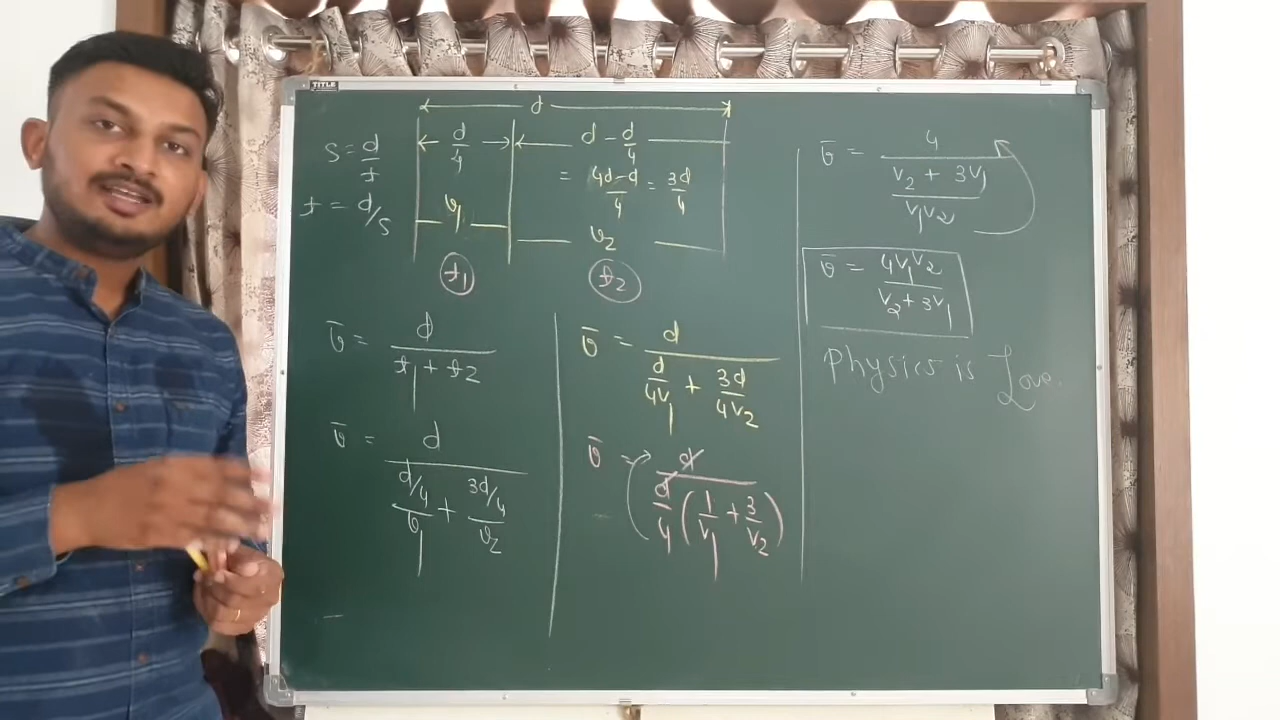 TITLE
d
s = d/t
d/4
d - d/4
= 4d-d/4 = 3d/4
t = d/s
v1
v2
t1
t2
v̄ = d/t1 + t2
v̄ = d/(d/4/v1 + 3d/4/v2)
v̄ = d/(d/4v1 + 3d/4v2)
v̄ = d/(d/4(1/v1 + 3/v2))
v̄ = 4/(v2 + 3v1/v1v2)
v̄ = 4v1v2/v2 + 3v1
Physics is Love.